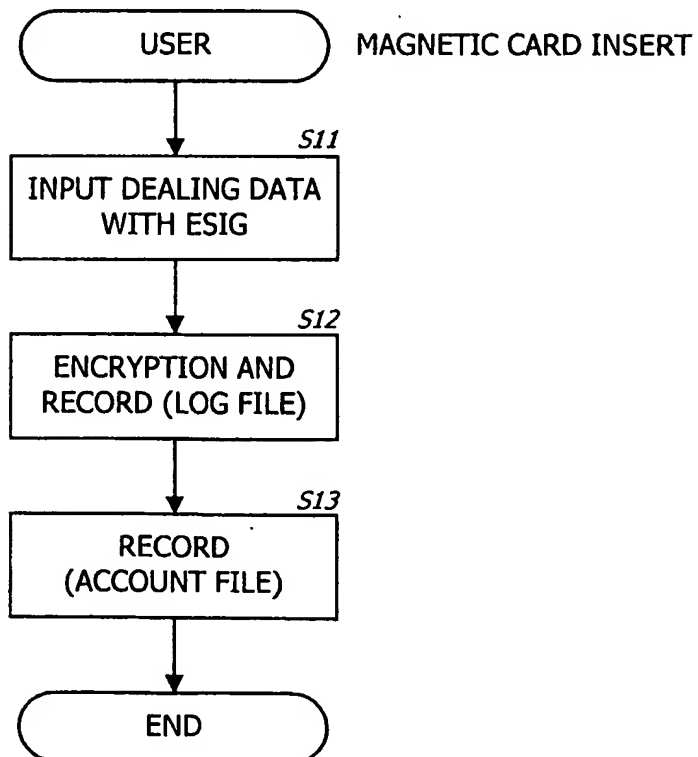 USER MAGNETIC CARD INSERT
S11
INPUT DEALING DATA
WITH ESIG
S12
ENCRYPTION AND
RECORD (LOG FILE)
S13
RECORD
(ACCOUNT FILE)
END